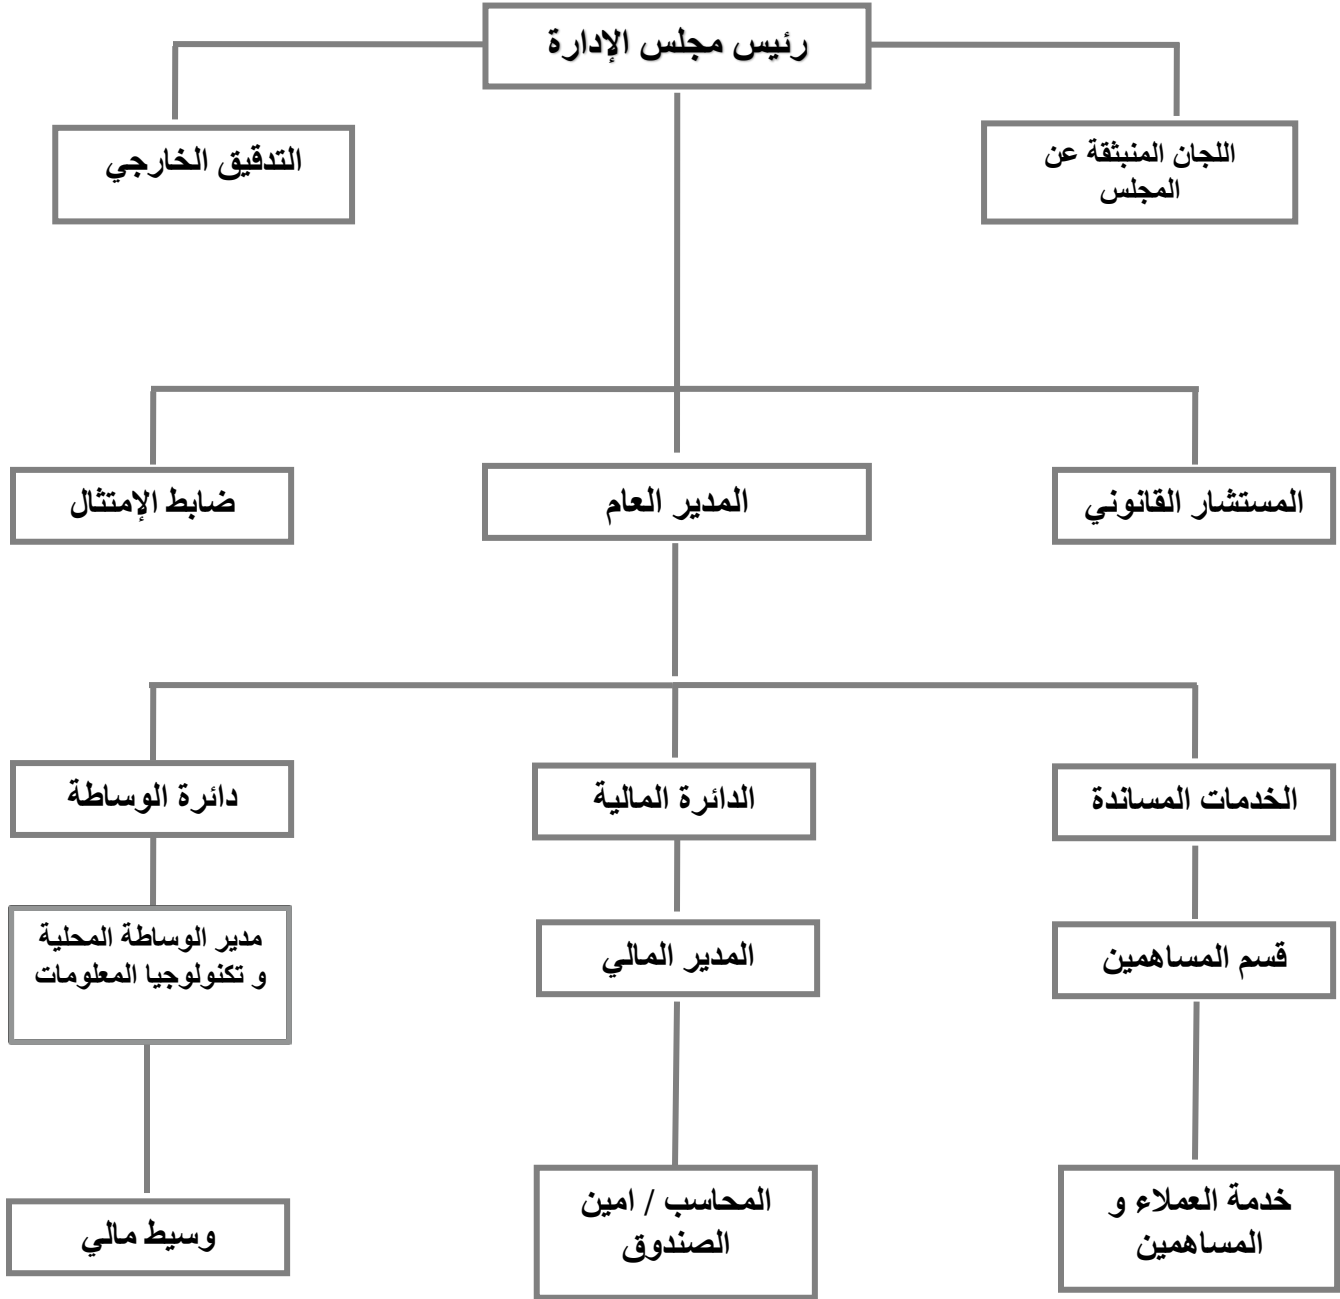 رئيس مجلس الإدارة
اللجان المنبثقة عن
المجلس
التدقيق الخارجي
المستشار القانوني
المدير العام
ضابط الإمتثال
الخدمات المساندة
الدائرة المالية
دائرة الوساطة
قسم المساهمين
المدير المالي
مدير الوساطة المحلية
و تكنولوجيا المعلومات
خدمة العملاء و
المساهمين
المحاسب / امين
الصندوق
وسيط مالي